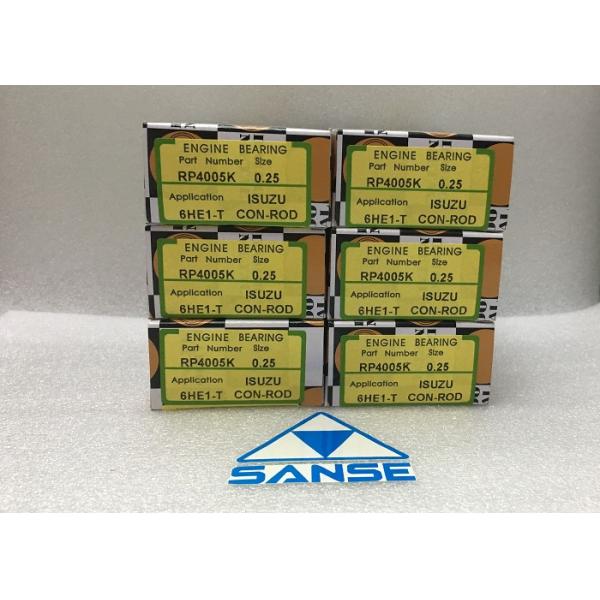 ENGINE BEARING
Part Number Size
RP4005K 0.25
Application ISUZU
6HE1-T CON-ROD
ENGINE BEARING
Part Number Size
RP4005K 0.25
Application ISUZU
6HE1-T CON-ROD
ENGINE BEARING
Part Number Size
RP4005K 0.25
Application ISUZU
6HE1-T CON-ROD
ENGINE BEARING
Part Number Size
RP4005K 0.25
Application ISUZU
6HE1-T CON-ROD
ENGINE BEARING
Part Number Size
RP4005K 0.25
Application ISUZU
6HE1-T CON-ROD
ENGINE BEARING
Part Number Size
RP4005K 0.25
Application ISUZU
6HE1-T CON-ROD
SANSE